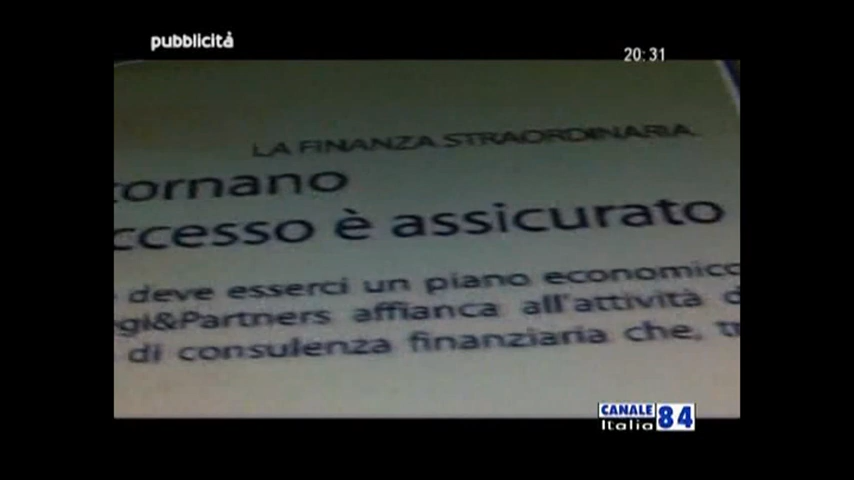 pubblicità
20:31
LA FINANZA STRAORDINARIA
tornano
ccesso è assicurato
deve esserci un piano economico
gi&Partners affianca all'attività d
di consulenza finanziaria che, tr
CANALE
Italia 84